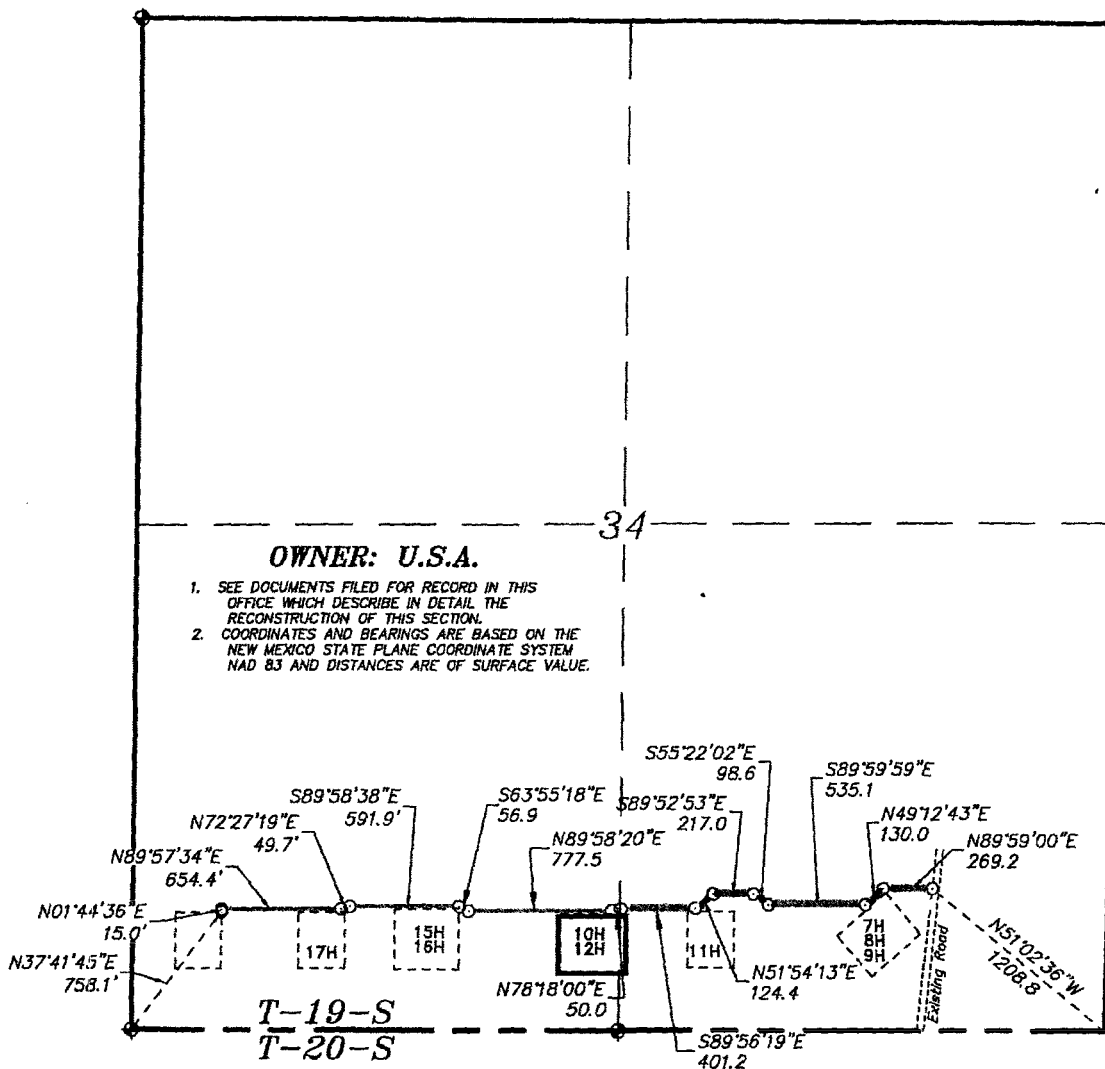 34
OWNER: U.S.A.
1. SEE DOCUMENTS FILED FOR RECORD IN THIS
OFFICE WHICH DESCRIBE IN DETAIL THE
RECONSTRUCTION OF THIS SECTION.
2. COORDINATES AND BEARINGS ARE BASED ON THE
NEW MEXICO STATE PLANE COORDINATE SYSTEM
NAD 83 AND DISTANCES ARE OF SURFACE VALUE.
S55°22'02"E
98.6
S89°59'59"E
535.1
S89°58'38"E
591.9'
S63°55'18"E
56.9
S89°52'53"E
217.0
N49°12'43"E
130.0
N72°27'19"E
49.7'
N89°58'20"E
777.5
N89°59'00"E
269.2
N89°57'34"E
654.4'
N01°44'36"E
15.0'
N37°41'45"E
758.1'
17H
15H
16H
10H
12H
11H
7H
8H
9H
Existing Road
N51°02'36"W
1208.8
N78°18'00"E
50.0
N51°54'13"E
124.4
S89°56'19"E
401.2
T-19-S
T-20-S